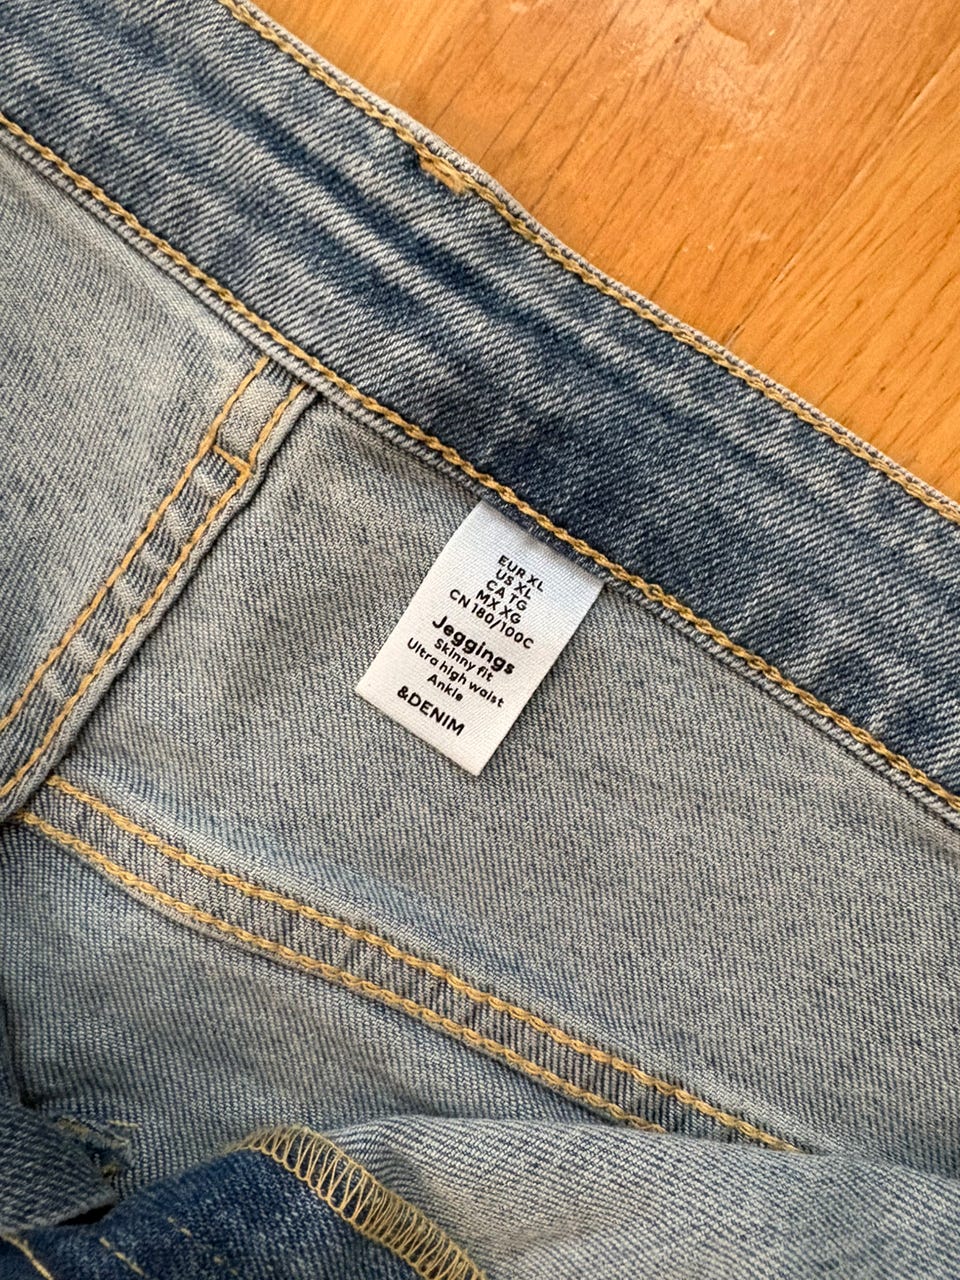 EUR XL
US XL
CA TG
MX XG
CN 180/100C
Jeggings
Skinny fit
Ultra high waist
Ankle
&DENIM